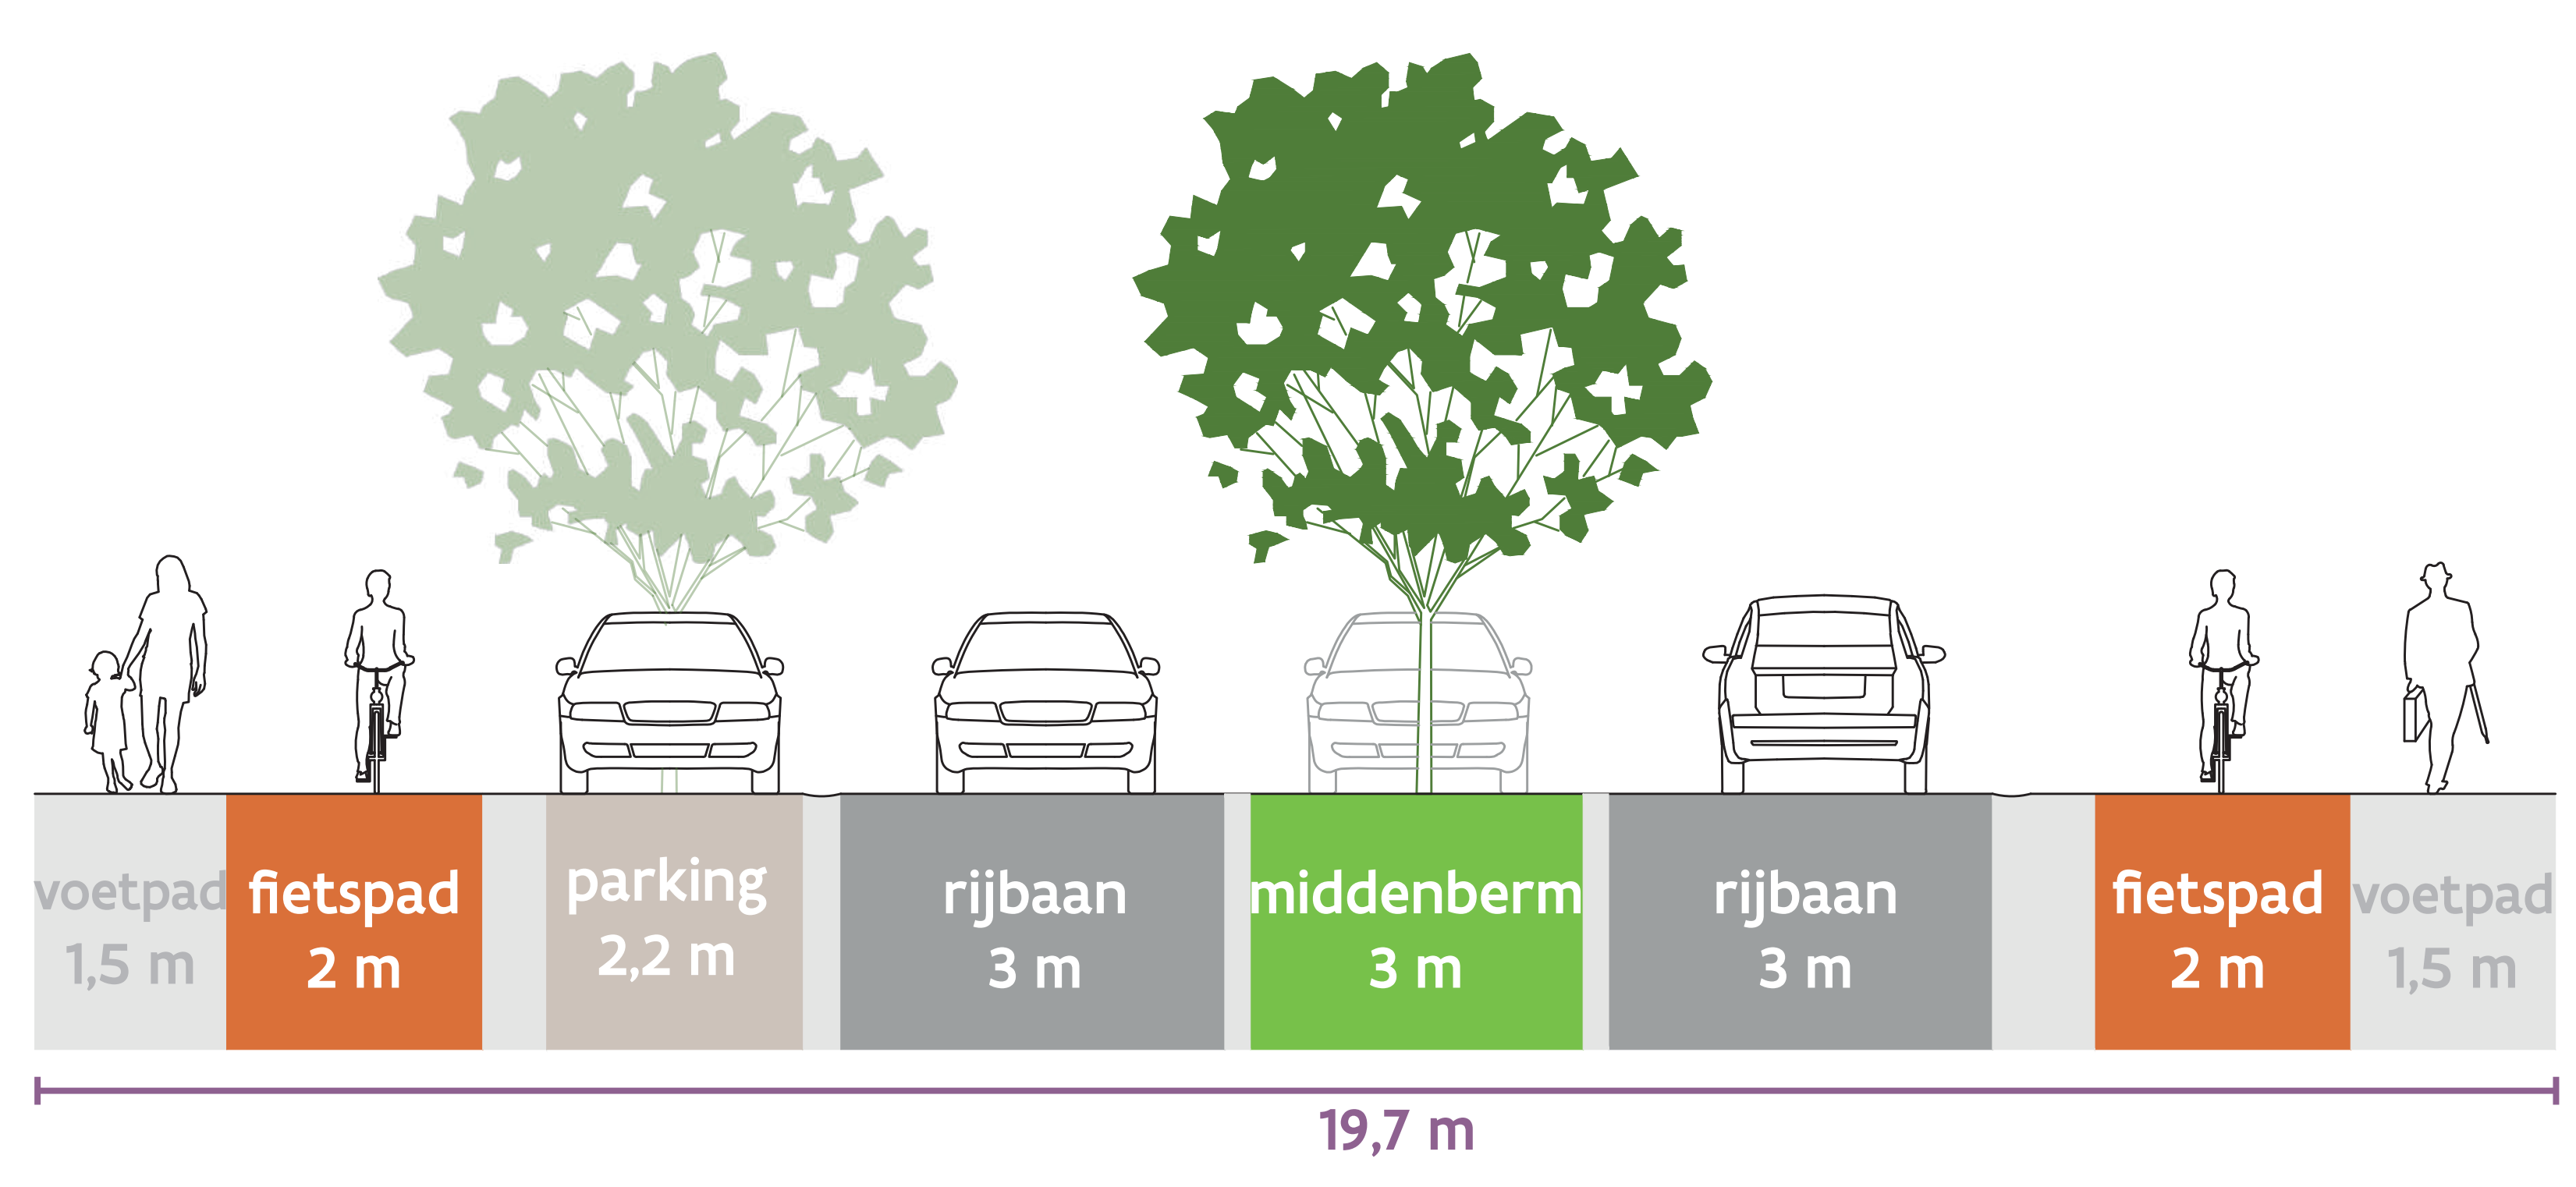 voetpad
1,5 m
fietspad
2 m
parking
2,2 m
rijbaan
3 m
middenberm
3 m
rijbaan
3 m
fietspad
2 m
voetpad
1,5 m
19,7 m